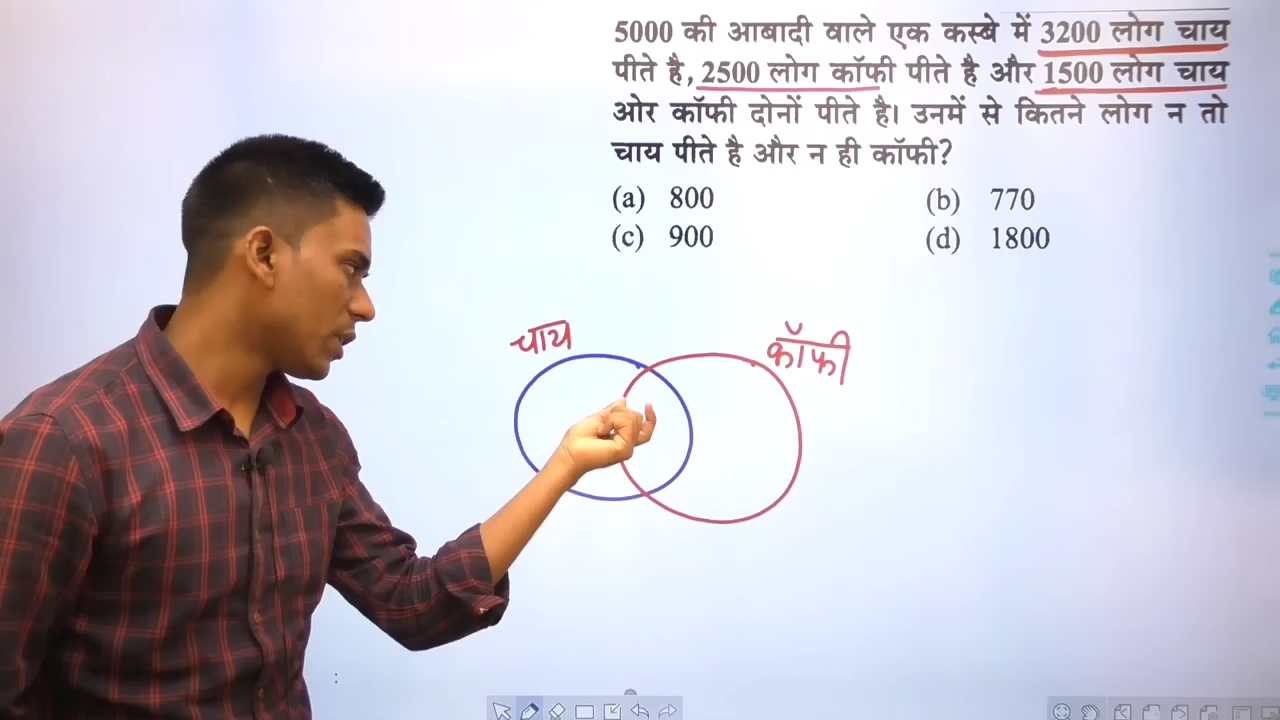 5000 की आबादी वाले एक कस्बे में 3200 लोग चाय
पीते है, 2500 लोग कॉफी पीते है और 1500 लोग चाय
ओर कॉफी दोनों पीते है। उनमें से कितने लोग न तो
चाय पीते है और न ही कॉफी?
(a) 800 (b) 770
(c) 900 (d) 1800
चाय कॉफी